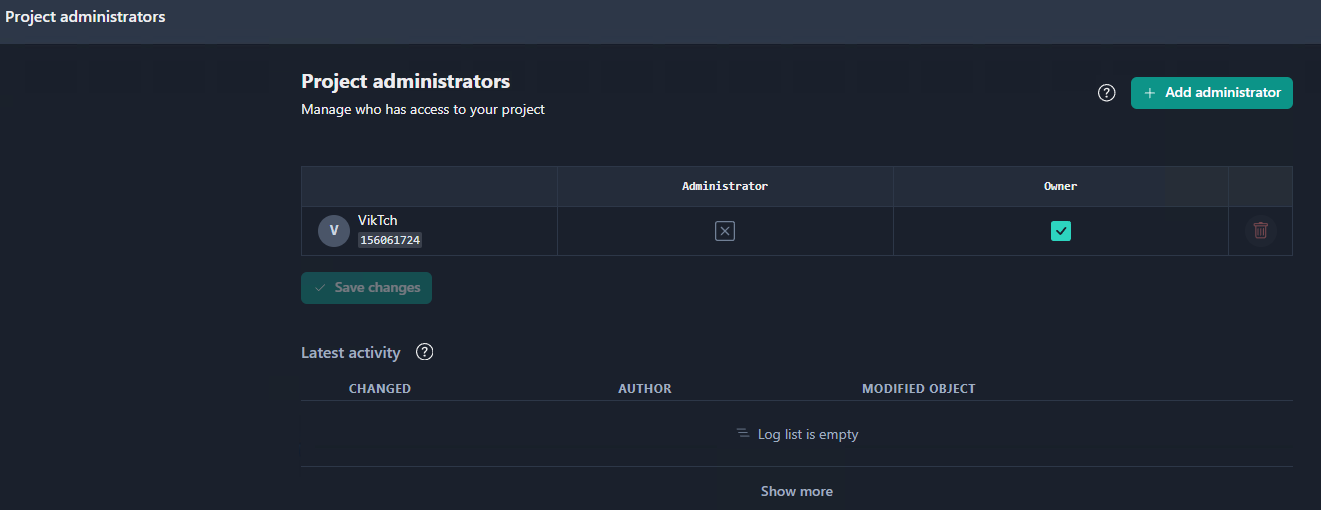 Project administrators
Project administrators
Manage who has access to your project
Add administrator
Administrator
Owner
V
VikTch
156061724
Save changes
Latest activity
CHANGED
AUTHOR
MODIFIED OBJECT
Log list is empty
Show more